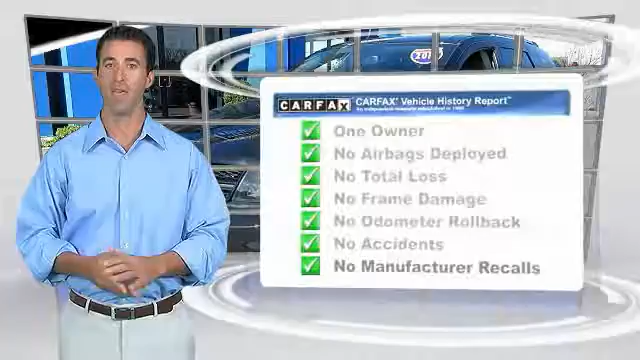 201
CARFAX CARFAX® Vehicle History Report™
One Owner
No Airbags Deployed
No Total Loss
No Frame Damage
No Odometer Rollback
No Accidents
No Manufacturer Recalls